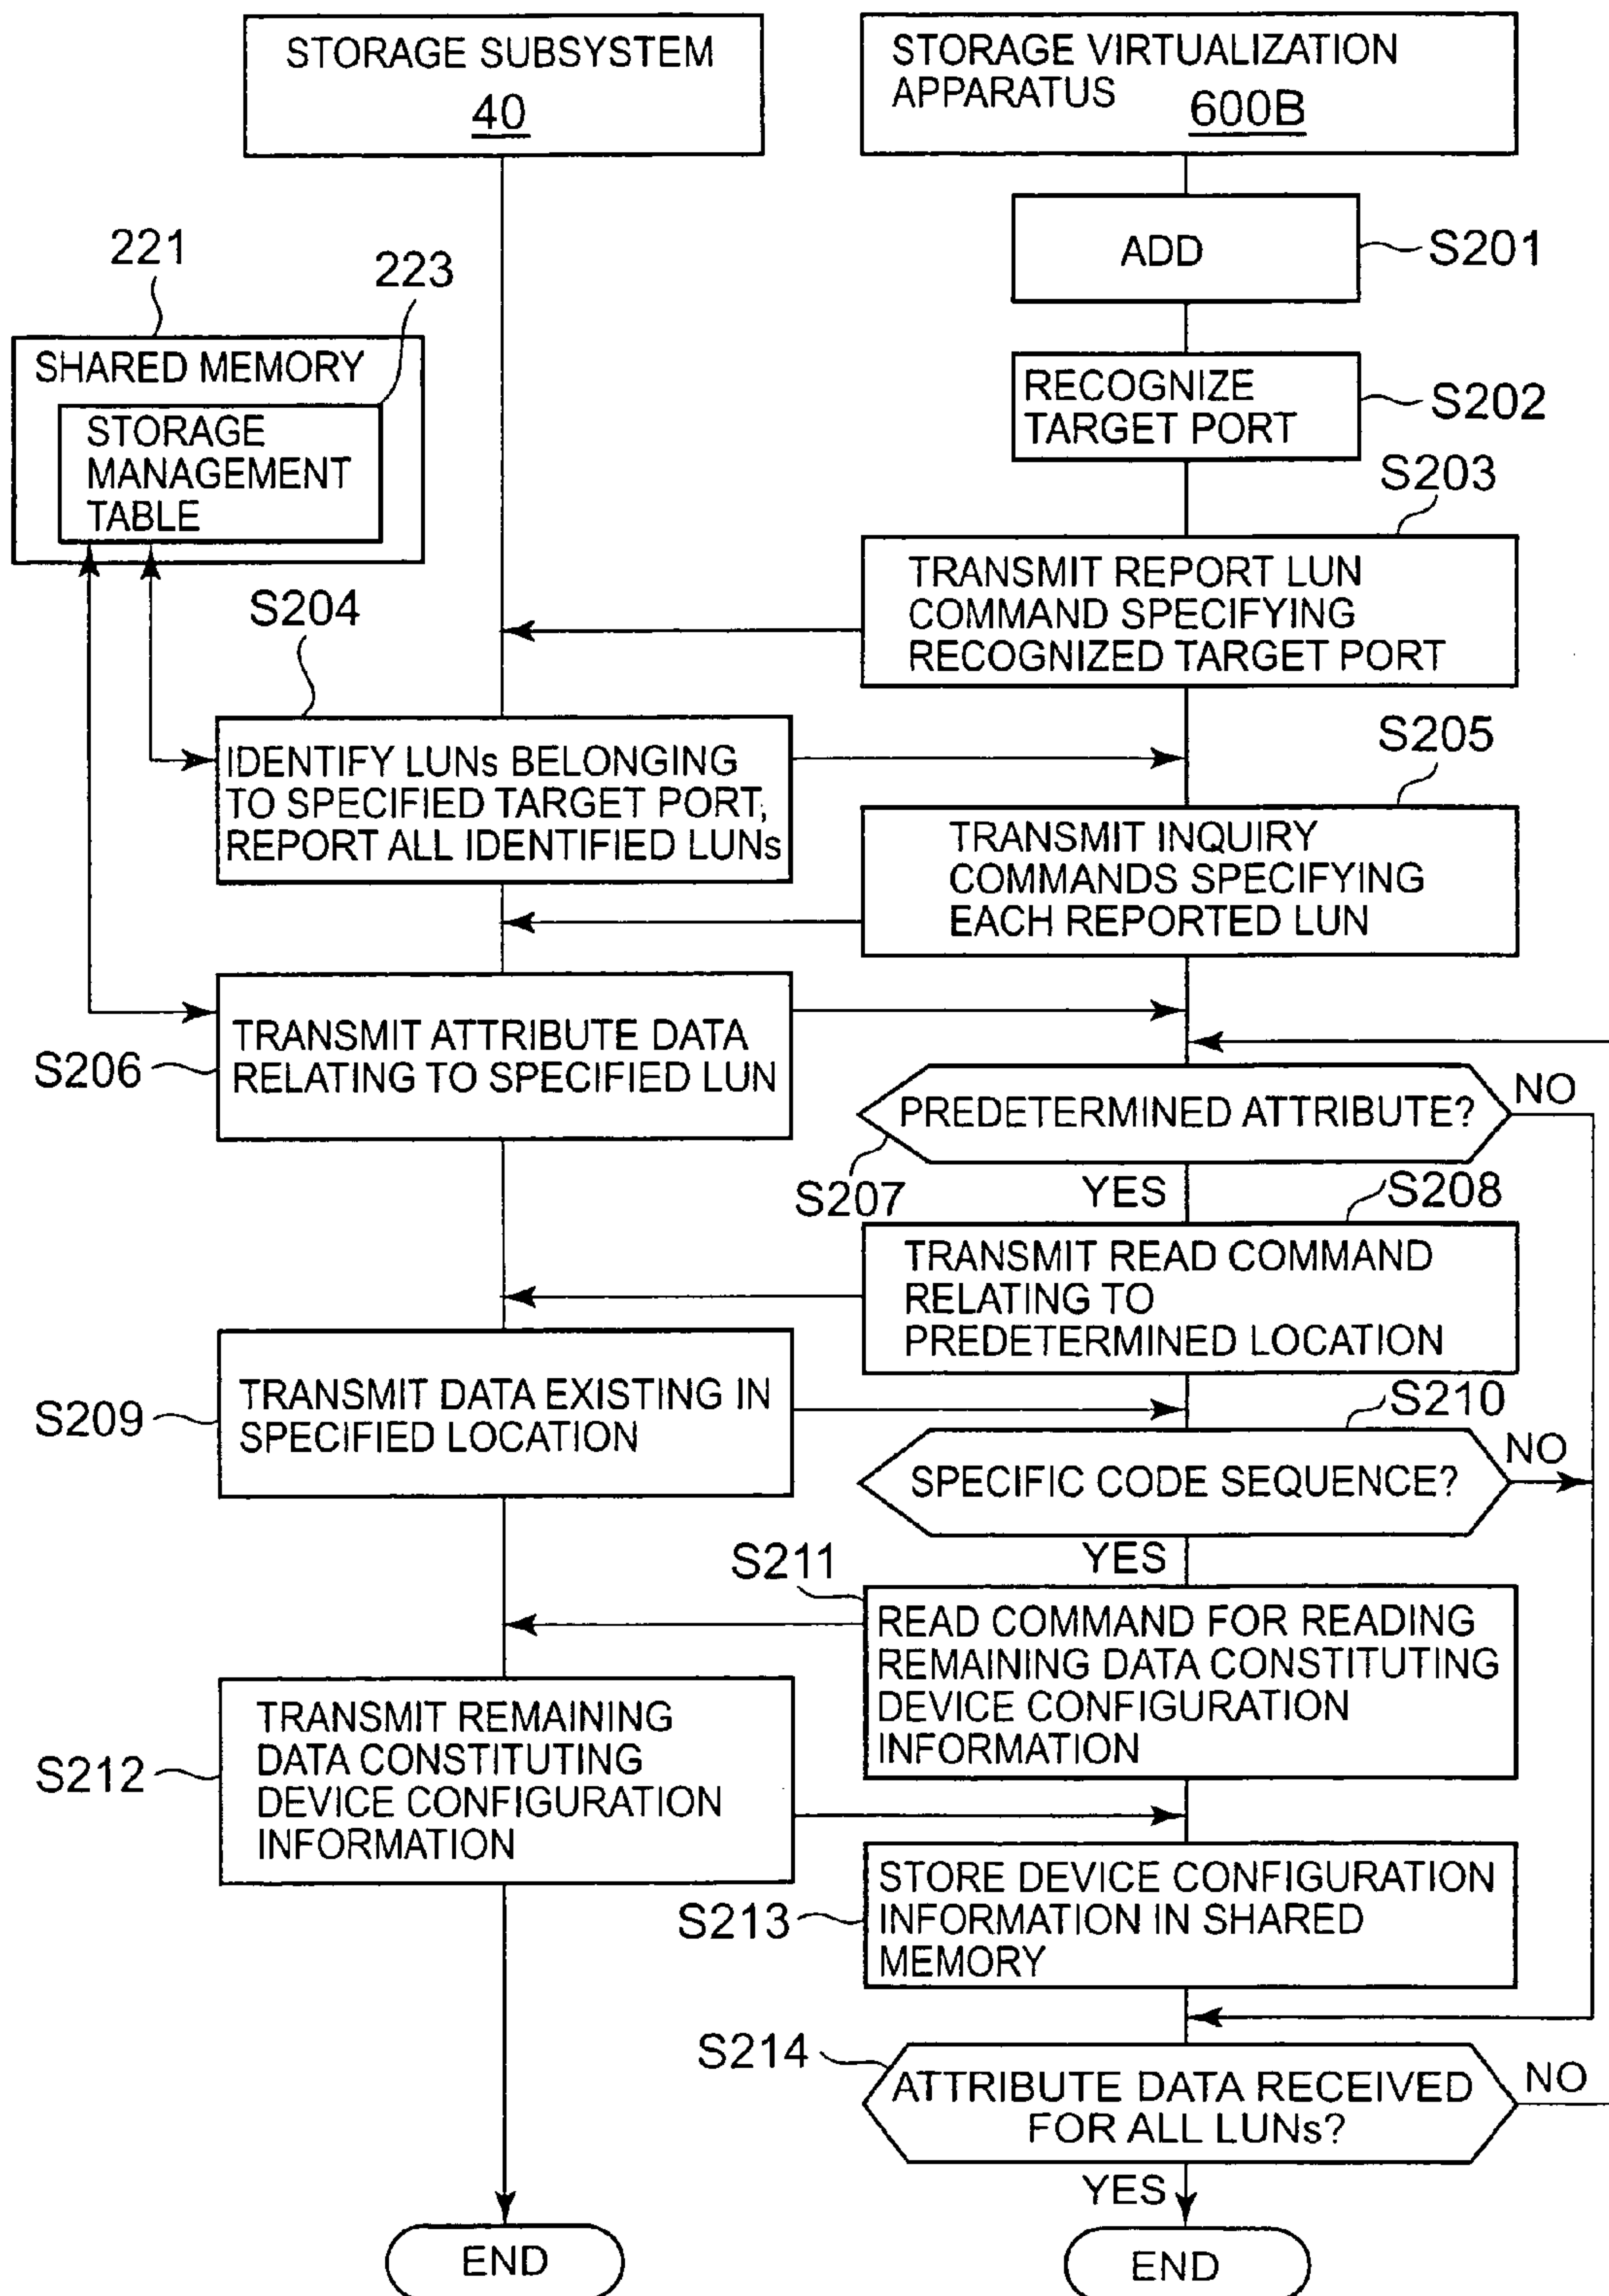 STORAGE SUBSYSTEM
40
STORAGE VIRTUALIZATION
APPARATUS 600B
ADD
S201
221
223
SHARED MEMORY
STORAGE
MANAGEMENT
TABLE
RECOGNIZE
TARGET PORT
S202
S203
TRANSMIT REPORT LUN
COMMAND SPECIFYING
RECOGNIZED TARGET PORT
S204
IDENTIFY LUNs BELONGING
TO SPECIFIED TARGET PORT,
REPORT ALL IDENTIFIED LUNs
S205
TRANSMIT INQUIRY
COMMANDS SPECIFYING
EACH REPORTED LUN
S206
TRANSMIT ATTRIBUTE DATA
RELATING TO SPECIFIED LUN
PREDETERMINED ATTRIBUTE?
NO
S207
YES
S208
TRANSMIT READ COMMAND
RELATING TO
PREDETERMINED LOCATION
S209
TRANSMIT DATA EXISTING IN
SPECIFIED LOCATION
S210
SPECIFIC CODE SEQUENCE?
NO
YES
S211
READ COMMAND FOR READING
REMAINING DATA CONSTITUTING
DEVICE CONFIGURATION
INFORMATION
S212
TRANSMIT REMAINING
DATA CONSTITUTING
DEVICE CONFIGURATION
INFORMATION
S213
STORE DEVICE CONFIGURATION
INFORMATION IN SHARED
MEMORY
S214
ATTRIBUTE DATA RECEIVED
FOR ALL LUNs?
NO
YES
END
END